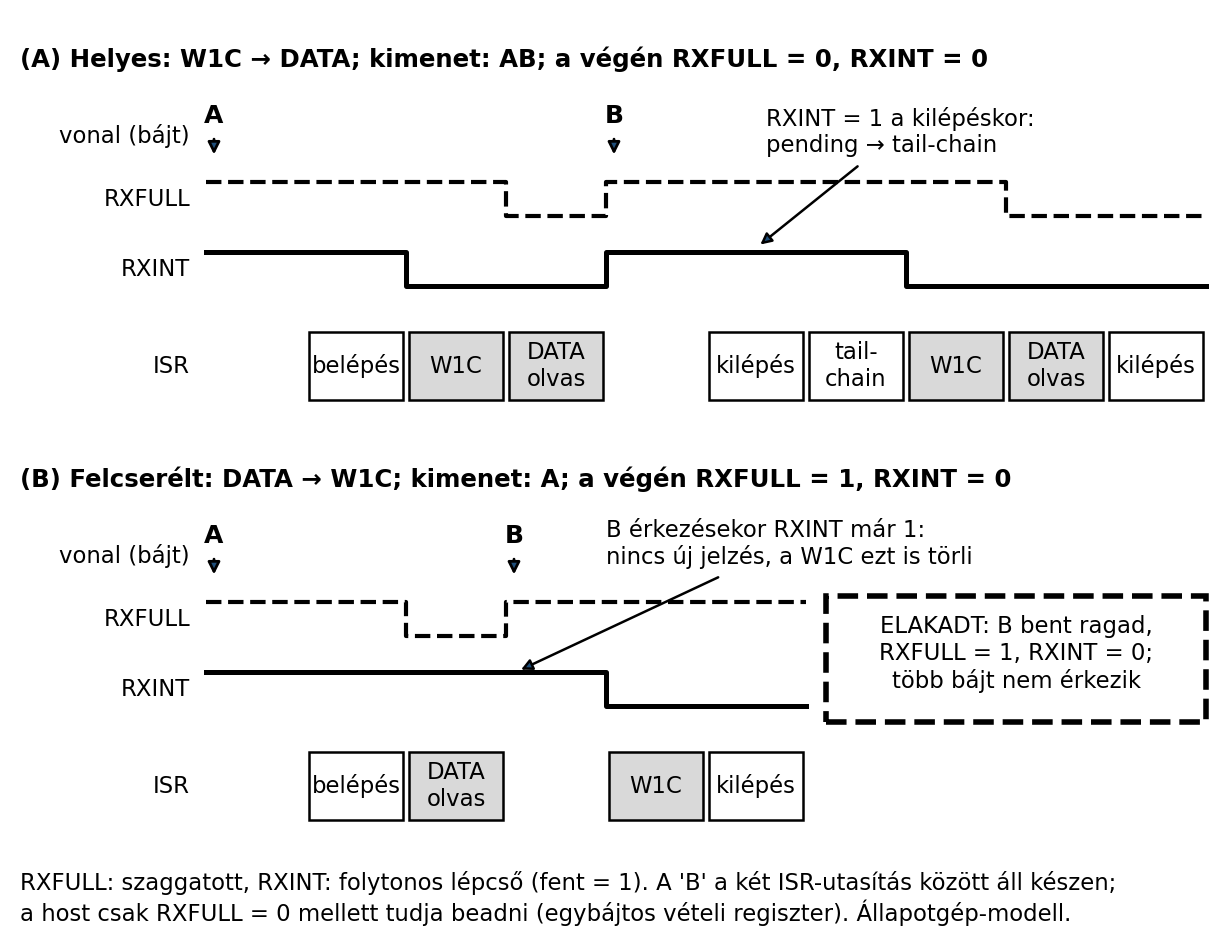 (A) Helyes: W1C → DATA; kimenet: AB; a végén RXFULL = 0, RXINT = 0
A
B
RXINT = 1 a kilépéskor:
pending → tail-chain
vonal (bájt)
RXFULL
RXINT
ISR
belépés
W1C
DATA
olvas
kilépés
tail-
chain
W1C
DATA
olvas
kilépés
(B) Felcserélt: DATA → W1C; kimenet: A; a végén RXFULL = 1, RXINT = 0
A
B
B érkezésekor RXINT már 1:
nincs új jelzés, a W1C ezt is törli
vonal (bájt)
RXFULL
RXINT
ELAKADT: B bent ragad,
RXFULL = 1, RXINT = 0;
több bájt nem érkezik
ISR
belépés
DATA
olvas
W1C
kilépés
RXFULL: szaggatott, RXINT: folytonos lépcső (fent = 1). A 'B' a két ISR-utasítás között áll készen;
a host csak RXFULL = 0 mellett tudja beadni (egybájtos vételi regiszter). Állapotgép-modell.